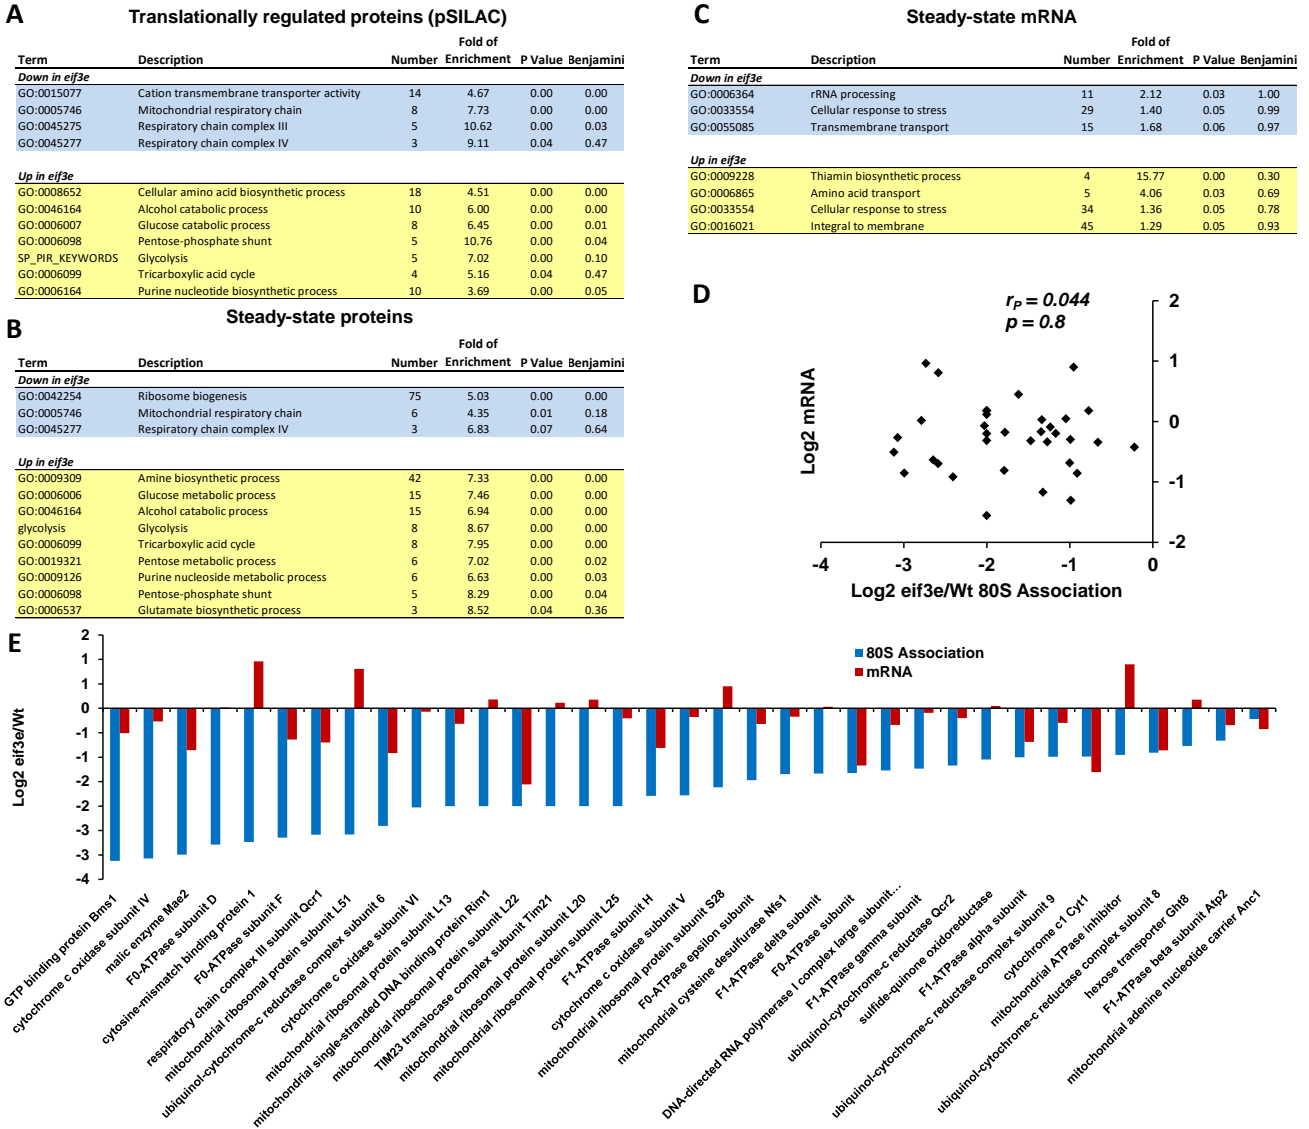 A
Translationally regulated proteins (pSILAC)
Fold of
Term Description Number Enrichment P Value Benjamini
Down in eif3e
GO:0015077 Cation transmembrane transporter activity 14 4.67 0.00 0.00
GO:0005746 Mitochondrial respiratory chain 8 7.73 0.00 0.00
GO:0045275 Respiratory chain complex III 5 10.62 0.00 0.03
GO:0045277 Respiratory chain complex IV 3 9.11 0.04 0.47
Up in eif3e
GO:0008652 Cellular amino acid biosynthetic process 18 4.51 0.00 0.00
GO:0046164 Alcohol catabolic process 10 6.00 0.00 0.00
GO:0006007 Glucose catabolic process 8 6.45 0.00 0.01
GO:0006098 Pentose-phosphate shunt 5 10.76 0.00 0.04
SP_PIR_KEYWORDS Glycolysis 5 7.02 0.00 0.10
GO:0006099 Tricarboxylic acid cycle 4 5.16 0.04 0.47
GO:0006164 Purine nucleotide biosynthetic process 10 3.69 0.00 0.05
B
Steady-state proteins
Fold of
Term Description Number Enrichment P Value Benjamini
Down in eif3e
GO:0042254 Ribosome biogenesis 75 5.03 0.00 0.00
GO:0005746 Mitochondrial respiratory chain 6 4.35 0.01 0.18
GO:0045277 Respiratory chain complex IV 3 6.83 0.07 0.64
Up in eif3e
GO:0009309 Amine biosynthetic process 42 7.33 0.00 0.00
GO:0006006 Glucose metabolic process 15 7.46 0.00 0.00
GO:0046164 Alcohol catabolic process 15 6.94 0.00 0.00
glycolysis Glycolysis 8 8.67 0.00 0.00
GO:0006099 Tricarboxylic acid cycle 8 7.95 0.00 0.00
GO:0019321 Pentose metabolic process 6 7.02 0.00 0.02
GO:0009126 Purine nucleoside metabolic process 6 6.63 0.00 0.03
GO:0006098 Pentose-phosphate shunt 5 8.29 0.00 0.04
GO:0006537 Glutamate biosynthetic process 3 8.52 0.04 0.36
C
Steady-state mRNA
Fold of
Term Description Number Enrichment P Value Benjamini
Down in eif3e
GO:0006364 rRNA processing 11 2.12 0.03 1.00
GO:0033554 Cellular response to stress 29 1.40 0.05 0.99
GO:0055085 Transmembrane transport 15 1.68 0.06 0.97
Up in eif3e
GO:0009228 Thiamin biosynthetic process 4 15.77 0.00 0.30
GO:0006865 Amino acid transport 5 4.06 0.03 0.69
GO:0033554 Cellular response to stress 34 1.36 0.05 0.78
GO:0016021 Integral to membrane 45 1.29 0.05 0.93
D
rP = 0.044
p = 0.8
2
1
0
-1
-2
Log2 mRNA
-4 -3 -2 -1 0
Log2 eif3e/Wt 80S Association
E
80S Association
mRNA
Log2 eif3e/Wt
2
1
1
0
-1
-1
-2
-2
-3
-3
-4
GTP binding protein Bms1
cytochrome c oxidase subunit IV
malic enzyme Mae2
F0-ATPase subunit D
cytosine-mismatch binding protein 1
F0-ATPase subunit F
respiratory chain complex III subunit Qcr1
mitochondrial ribosomal protein subunit L51
ubiquinol-cytochrome-c reductase complex subunit 6
cytochrome c oxidase subunit VI
mitochondrial ribosomal protein subunit L13
mitochondrial single-stranded DNA binding protein Rim1
mitochondrial ribosomal protein subunit L22
TIM23 translocase complex subunit Tim21
mitochondrial ribosomal protein subunit L20
mitochondrial ribosomal protein subunit L25
F1-ATPase subunit H
cytochrome c oxidase subunit V
mitochondrial ribosomal protein subunit S28
F0-ATPase epsilon subunit
mitochondrial cysteine desulfurase Nfs1
F1-ATPase delta subunit
F0-ATPase subunit
DNA-directed RNA polymerase I complex large subunit…
F1-ATPase gamma subunit
ubiquinol-cytochrome-c reductase Qcr2
sulfide-quinone oxidoreductase
F1-ATPase alpha subunit
ubiquinol-cytochrome-c reductase complex subunit 9
cytochrome c1 Cyt1
mitochondrial ATPase inhibitor
ubiquinol-cytochrome-c reductase complex subunit 8
hexose transporter Ght8
F1-ATPase beta subunit Atp2
mitochondrial adenine nucleotide carrier Anc1